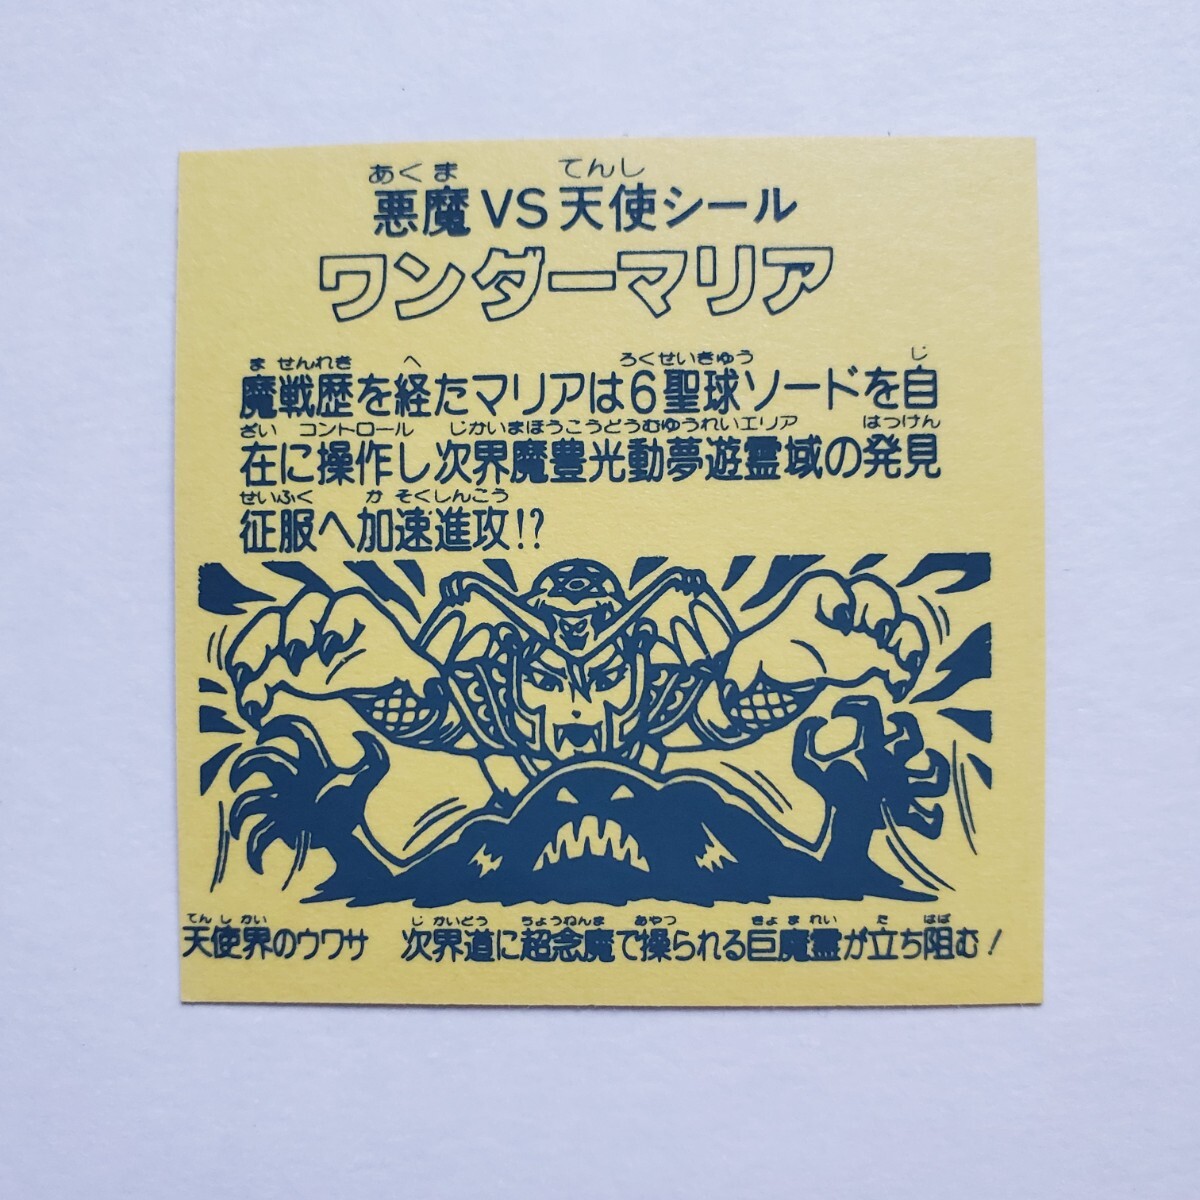 あくま てんし
悪魔VS天使シール
ワンダーマリア
ませんれき へ ろくせいきゅう じ
魔戦歴を経たマリアは6聖球ソードを自
ざい コントロール じかいまほうこうどうむゆうれいエリア はっけん
在に操作し次界魔豊光動夢遊霊域の発見
せいふく かそくしんこう
征服へ加速進攻!?
てんしかい じかいどう ちょうねんま あやつ きょまれい た はば
天使界のウワサ 次界道に超念魔で操られる巨魔霊が立ち阻む!